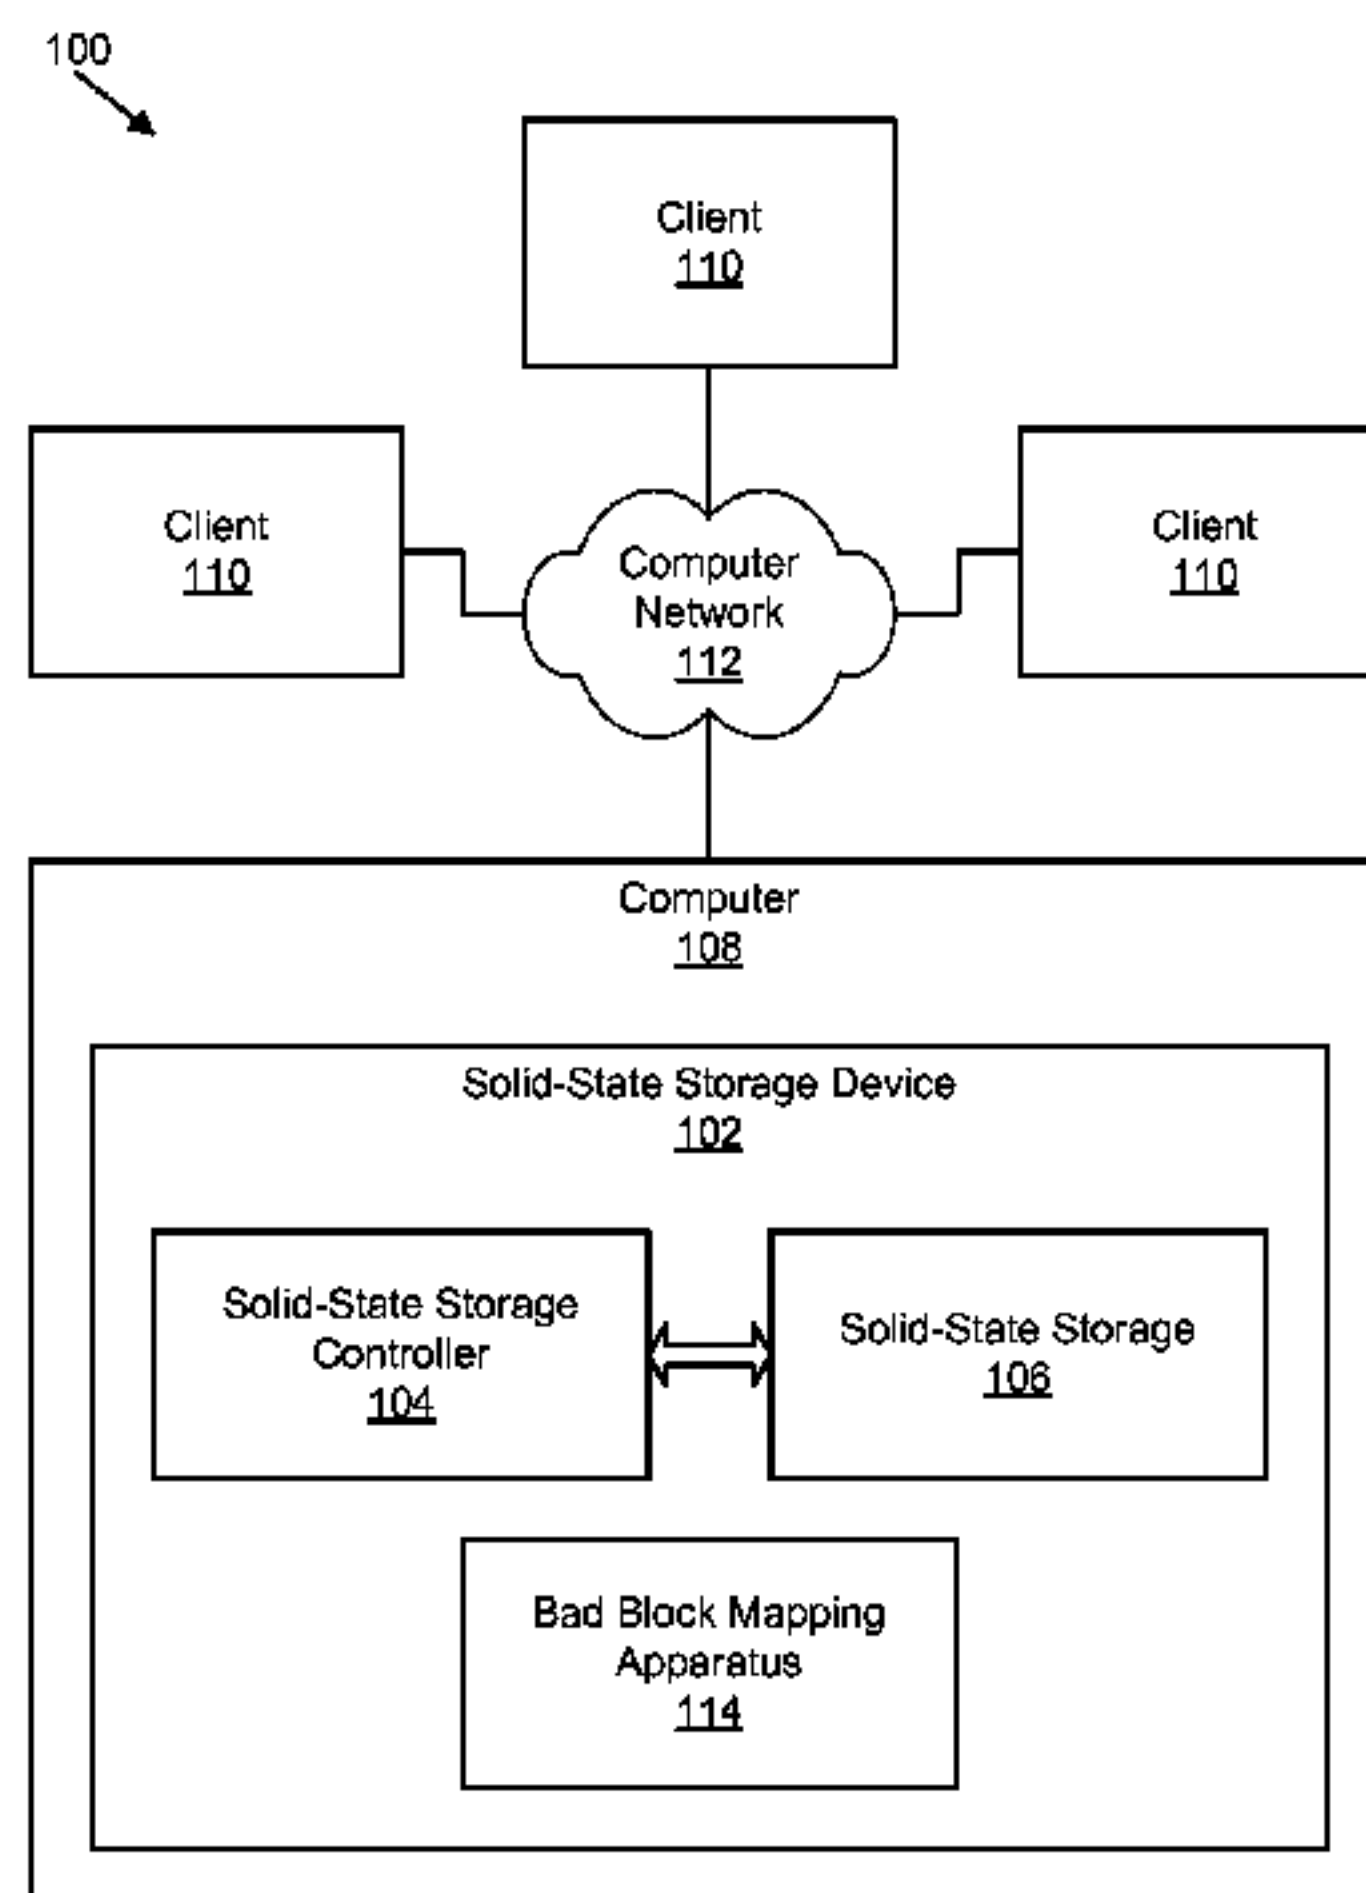 100
Client
110
Client
110
Client
110
Computer
Network
112
Computer
108
Solid-State Storage Device
102
Solid-State Storage
Controller
104
Solid-State Storage
106
Bad Block Mapping
Apparatus
114